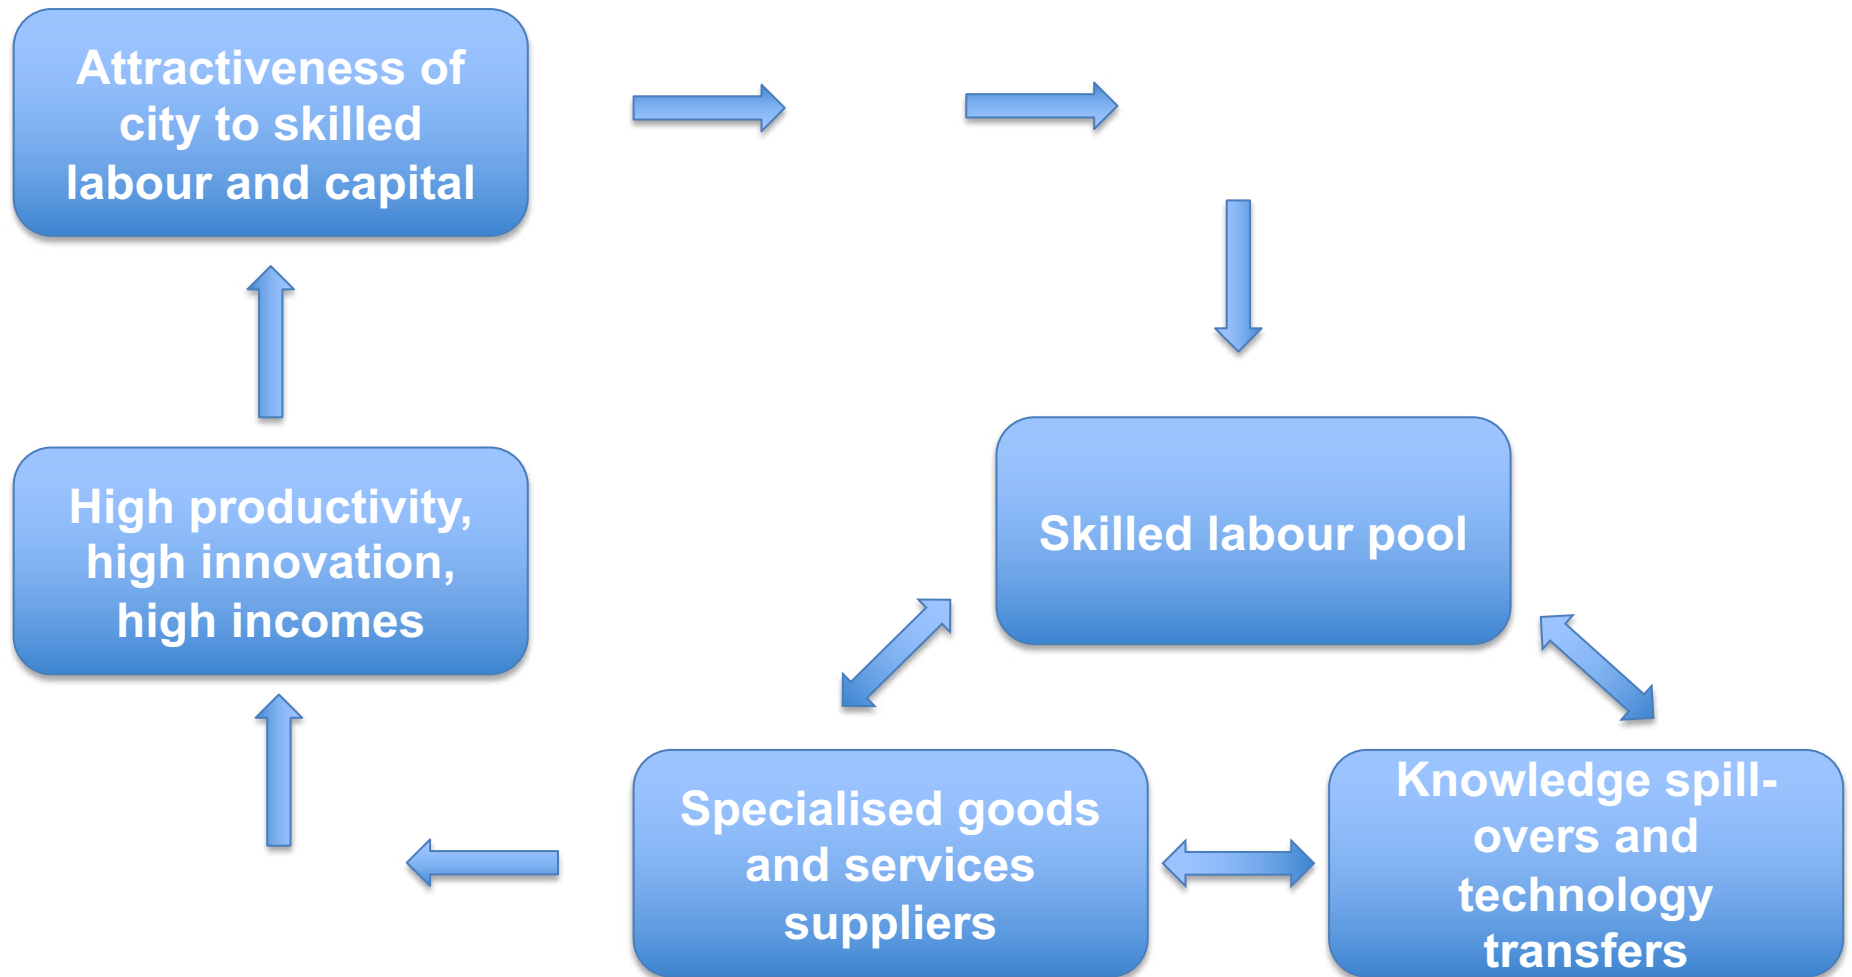 Attractiveness of
city to skilled
labour and capital
High productivity,
high innovation,
high incomes
Skilled labour pool
Specialised goods
and services
suppliers
Knowledge spill-
overs and
technology
transfers